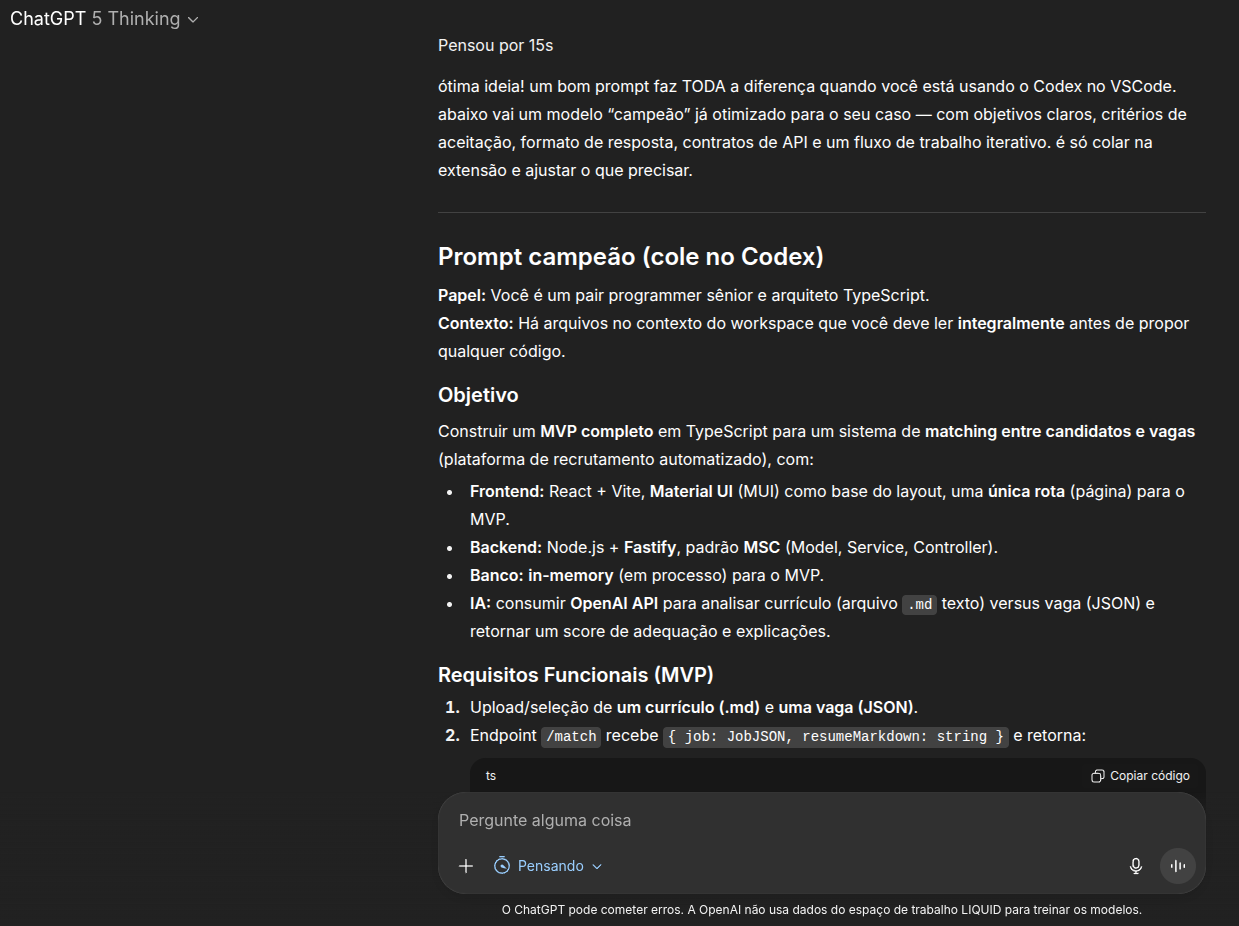 ChatGPT 5 Thinking
Pensou por 15s
ótima ideia! um bom prompt faz TODA a diferença quando você está usando o Codex no VSCode.
abaixo vai um modelo “campeão” já otimizado para o seu caso — com objetivos claros, critérios de
aceitação, formato de resposta, contratos de API e um fluxo de trabalho iterativo. é só colar na
extensão e ajustar o que precisar.
Prompt campeão (cole no Codex)
Papel: Você é um pair programmer sênior e arquiteto TypeScript.
Contexto: Há arquivos no contexto do workspace que você deve ler integralmente antes de propor
qualquer código.
Objetivo
Construir um MVP completo em TypeScript para um sistema de matching entre candidatos e vagas
(plataforma de recrutamento automatizado), com:
• Frontend: React + Vite, Material UI (MUI) como base do layout, uma única rota (página) para o
MVP.
• Backend: Node.js + Fastify, padrão MSC (Model, Service, Controller).
• Banco: in-memory (em processo) para o MVP.
• IA: consumir OpenAI API para analisar currículo (arquivo .md texto) versus vaga (JSON) e
retornar um score de adequação e explicações.
Requisitos Funcionais (MVP)
1. Upload/seleção de um currículo (.md) e uma vaga (JSON).
2. Endpoint /match recebe { job: JobJSON, resumeMarkdown: string } e retorna:
ts
Copiar código
Pergunte alguma coisa
Pensando
O ChatGPT pode cometer erros. A OpenAI não usa dados do espaço de trabalho LIQUID para treinar os modelos.